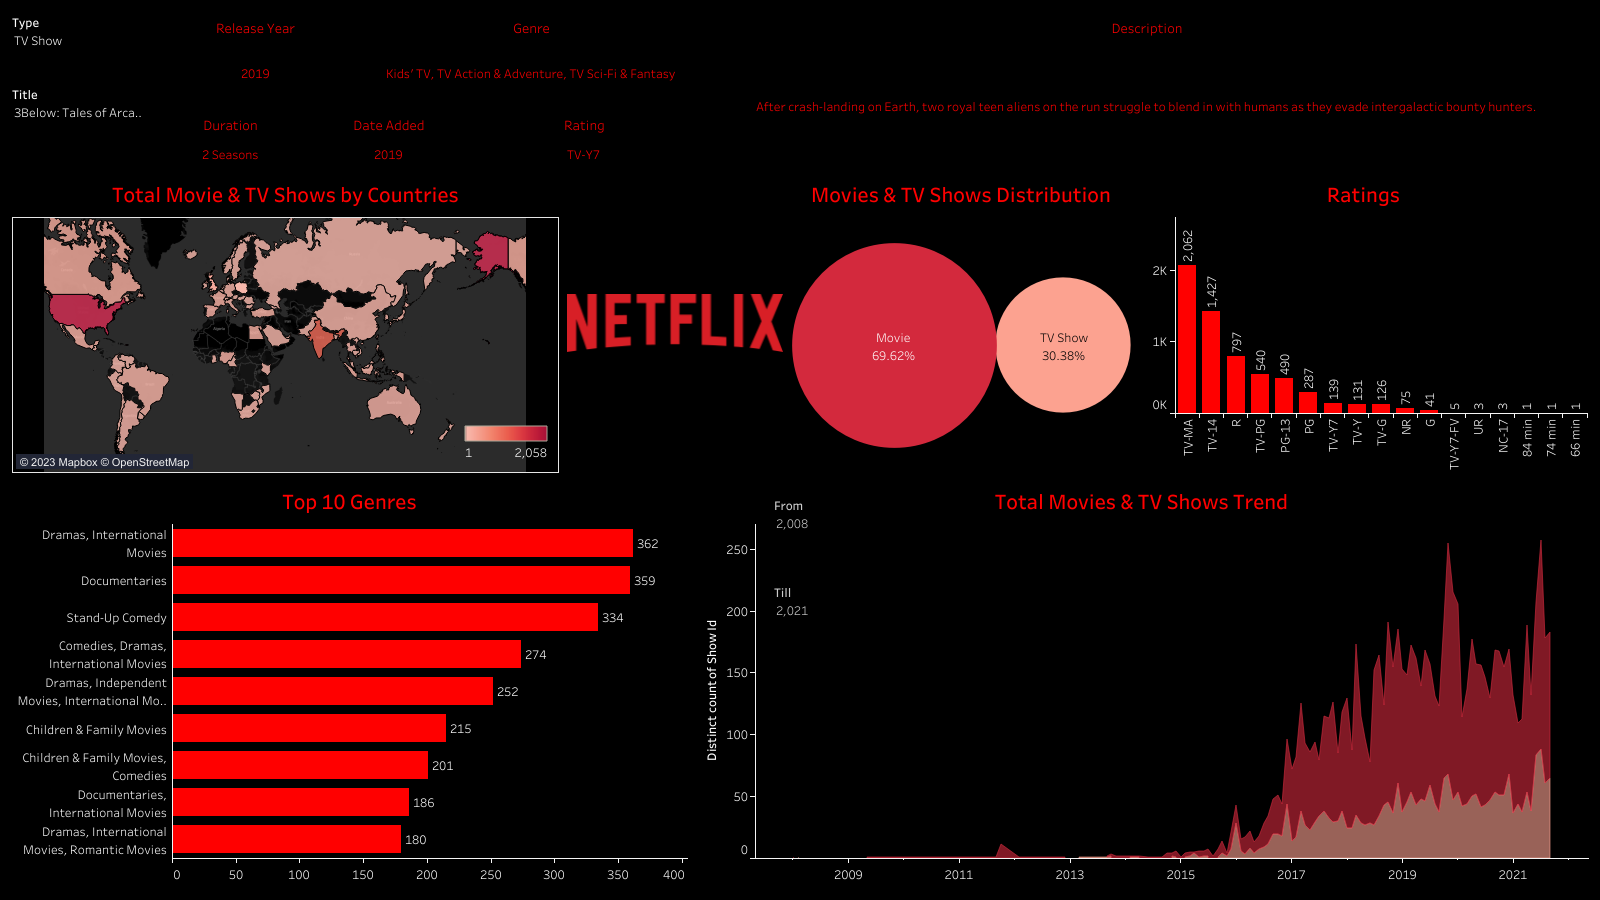 Type
TV Show
Release Year
Genre
Description
2019
Kids' TV, TV Action & Adventure, TV Sci-Fi & Fantasy
Title
3Below: Tales of Arca..
After crash-landing on Earth, two royal teen aliens on the run struggle to blend in with humans as they evade intergalactic bounty hunters.
Duration
Date Added
Rating
2 Seasons
2019
TV-Y7
Total Movie & TV Shows by Countries
© 2023 Mapbox © OpenStreetMap
1
2,058
NETFLIX
Movies & TV Shows Distribution
Movie
69.62%
TV Show
30.38%
Ratings
2K
1K
0K
2,062
1,427
797
540
490
287
139
131
126
75
41
5
3
3
1
1
1
TV-MA
TV-14
R
TV-PG
PG-13
PG
TV-Y7
TV-Y
TV-G
NR
G
TV-Y7-FV
UR
NC-17
84 min
74 min
66 min
Top 10 Genres
Dramas, International
Movies
362
Documentaries
359
Stand-Up Comedy
334
Comedies, Dramas,
International Movies
274
Dramas, Independent
Movies, International Mo..
252
Children & Family Movies
215
Children & Family Movies,
Comedies
201
Documentaries,
International Movies
186
Dramas, International
Movies, Romantic Movies
180
0
50
100
150
200
250
300
350
400
Total Movies & TV Shows Trend
From
2,008
Till
2,021
Distinct count of Show Id
250
200
150
100
50
0
2009
2011
2013
2015
2017
2019
2021